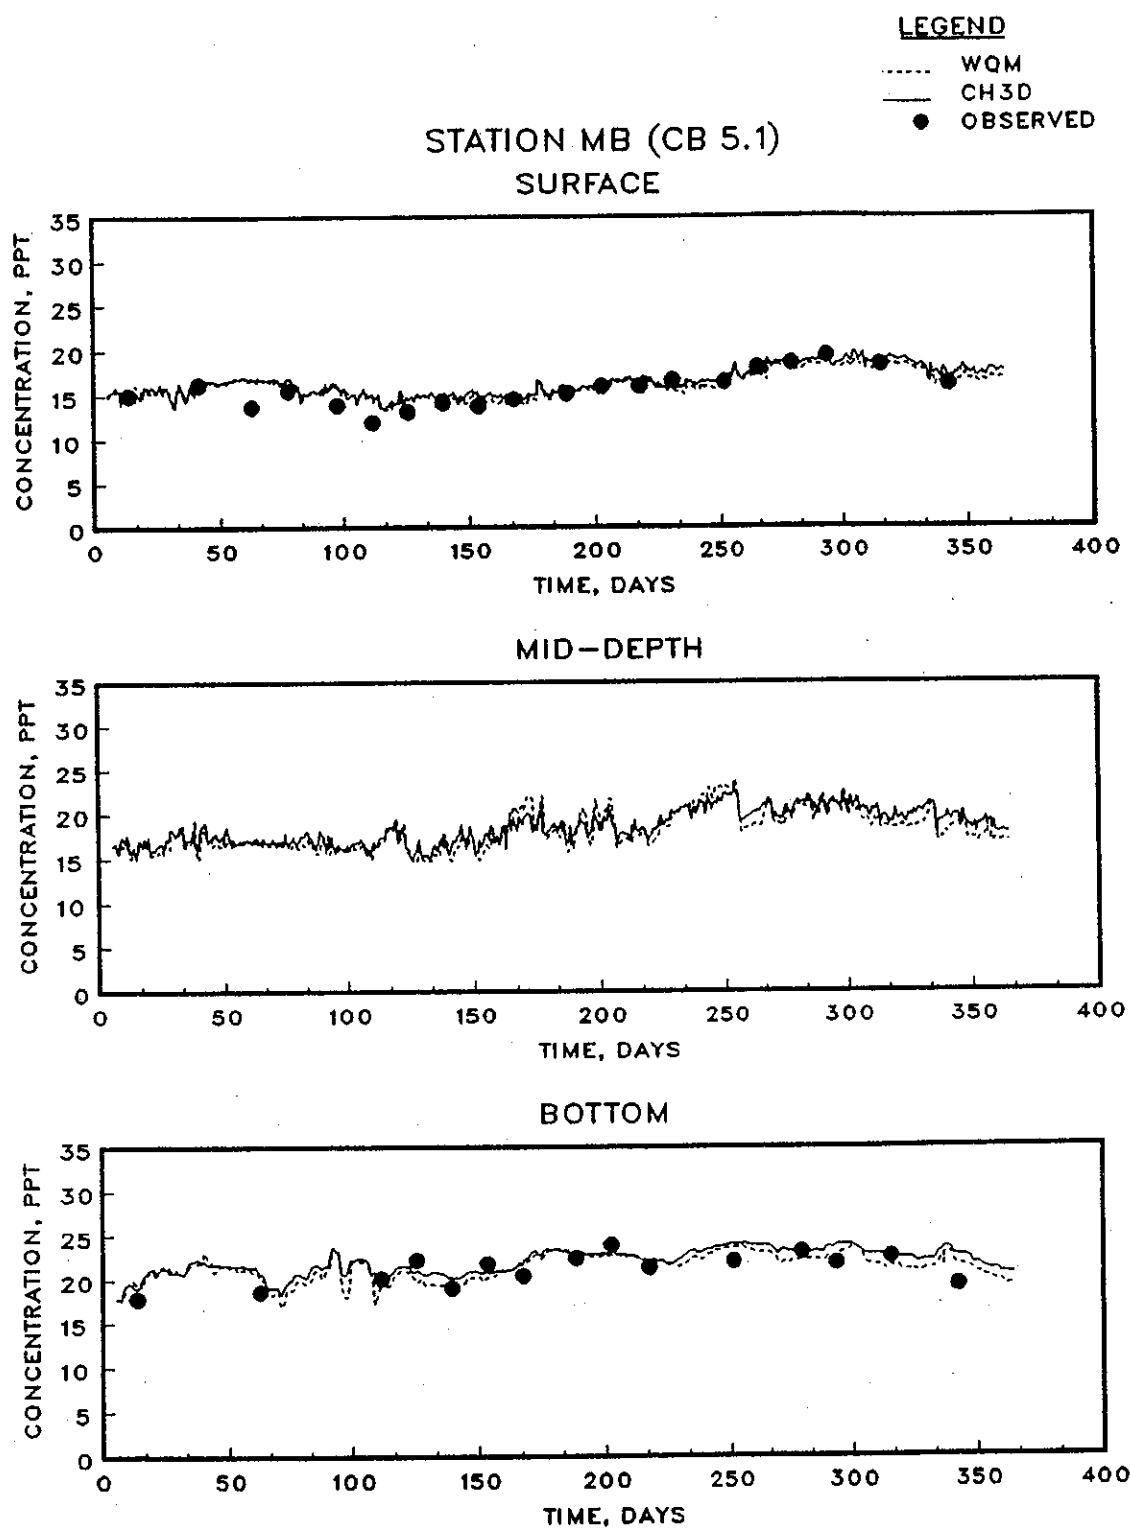 LEGEND
WQM
CH3D
OBSERVED
STATION MB (CB 5.1)
SURFACE
CONCENTRATION, PPT
35
30
25
20
15
10
5
0
0 50 100 150 200 250 300 350 400
TIME, DAYS
MID-DEPTH
CONCENTRATION, PPT
35
30
25
20
15
10
5
0
0 50 100 150 200 250 300 350 400
TIME, DAYS
BOTTOM
CONCENTRATION, PPT
35
30
25
20
15
10
5
0
0 50 100 150 200 250 300 350 400
TIME, DAYS